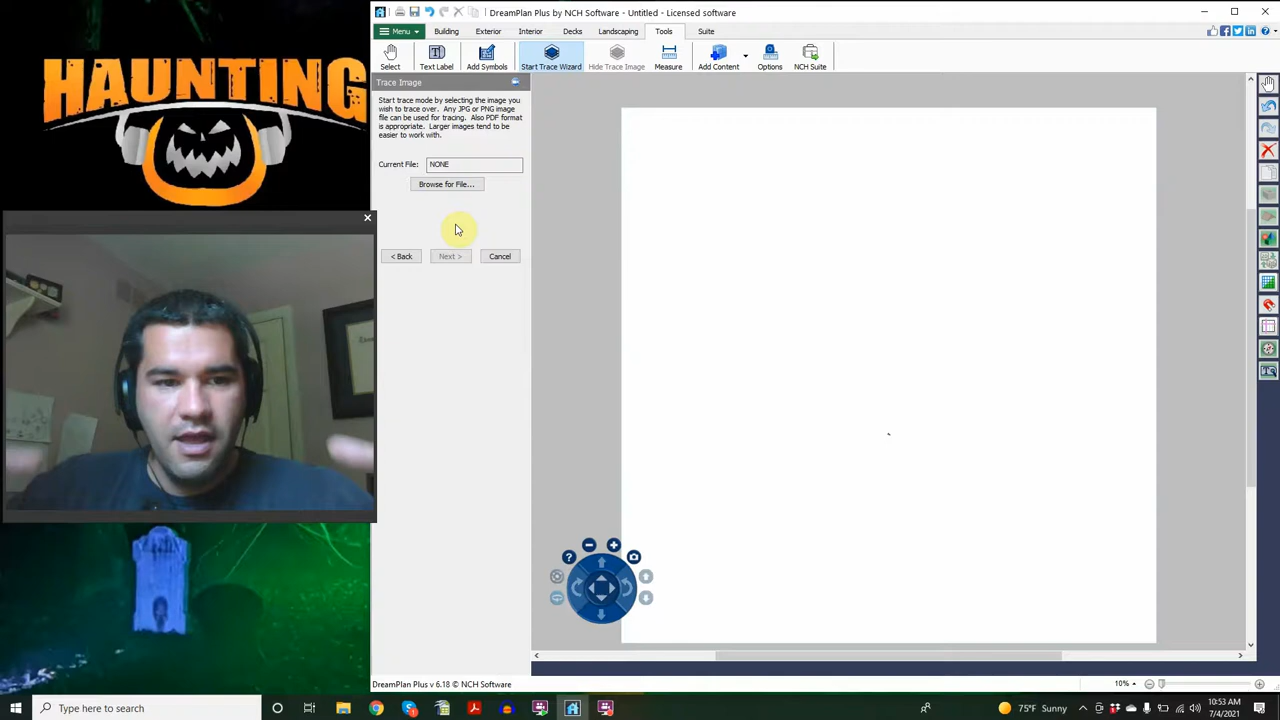 HAUNTING
DreamPlan Plus by NCH Software - Untitled - Licensed software
Menu
Building
Exterior
Interior
Decks
Landscaping
Tools
Suite
Select
Text Label
Add Symbols
Start Trace Wizard
Hide Trace Image
Measure
Add Content
Options
NCH Suite
Trace Image
Start trace mode by selecting the image you
wish to trace over. Any JPG or PNG image
file can be used for tracing. Also PDF format
is appropriate. Larger images tend to be
easier to work with.
Current File: NONE
Browse for File...
< Back
Next >
Cancel
DreamPlan Plus v 6.18 © NCH Software
10%
Type here to search
75°F Sunny
10:53 AM
7/4/2021